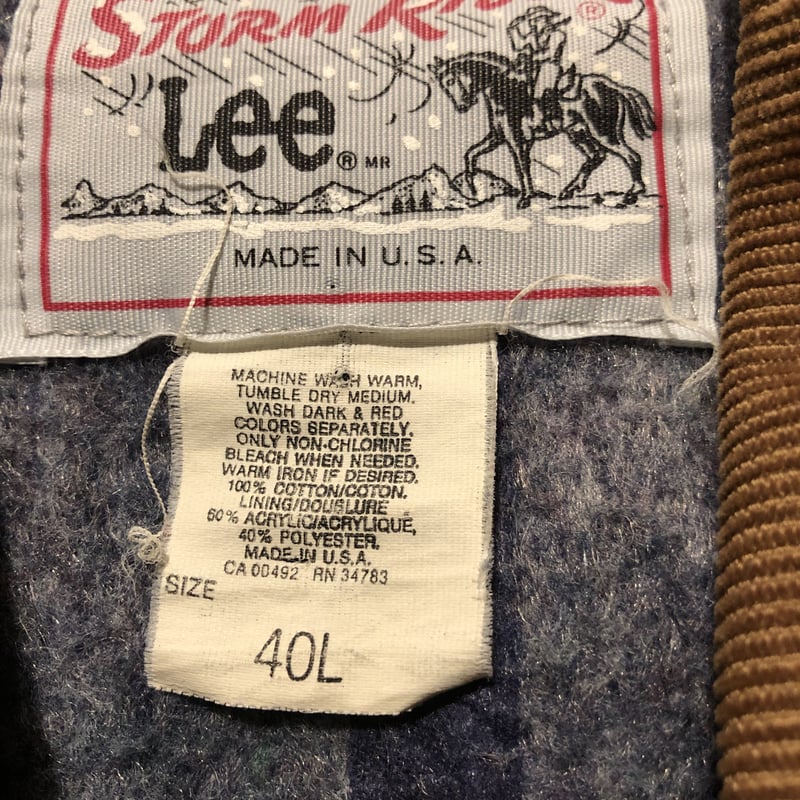 STORM RIDER ®
Lee ® MR
MADE IN U.S.A.
MACHINE WASH WARM,
TUMBLE DRY MEDIUM.
WASH DARK & RED
COLORS SEPARATELY.
ONLY NON-CHLORINE
BLEACH WHEN NEEDED.
WARM IRON IF DESIRED.
100% COTTON/COTON.
LINING/DOUBLURE
60% ACRYLIC/ACRYLIQUE,
40% POLYESTER.
MADE IN U.S.A.
CA 00492 RN 34783
SIZE
40L